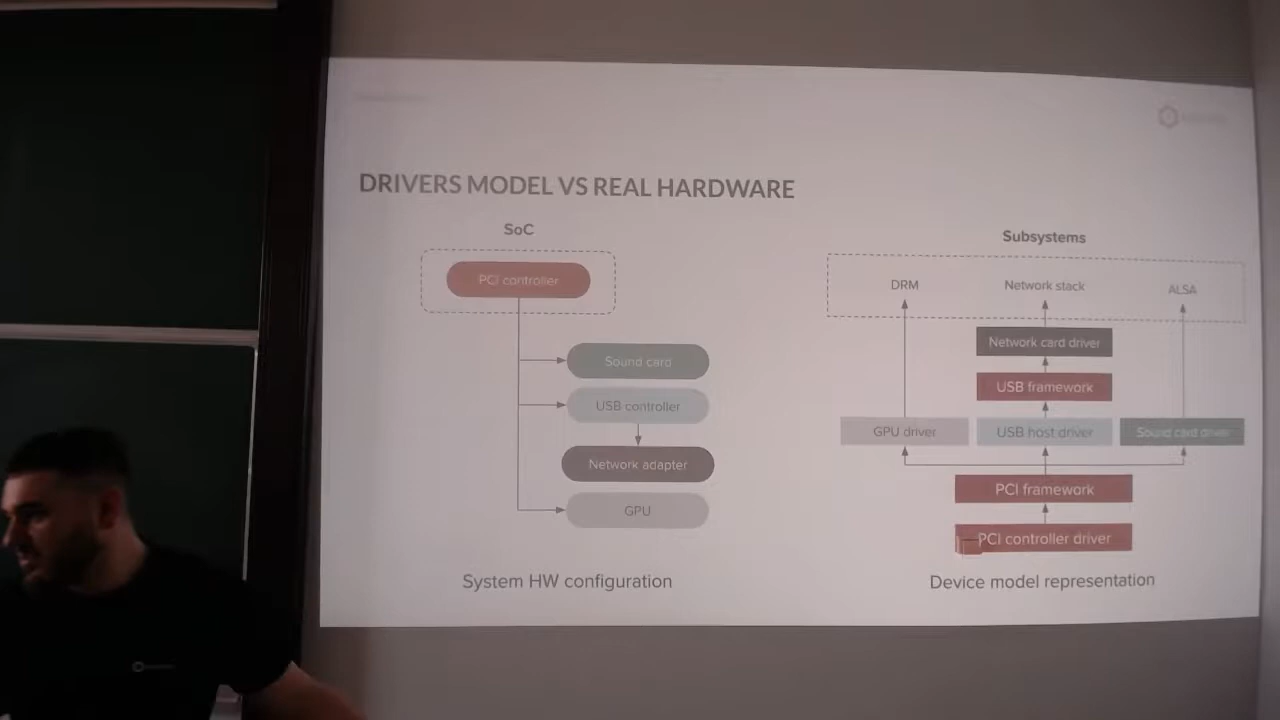 DRIVERS MODEL VS REAL HARDWARE
SoC
PCI controller
Sound card
USB controller
Network adapter
GPU
System HW configuration
Subsystems
DRM
Network stack
ALSA
Network card driver
USB framework
GPU driver
USB host driver
Sound card driver
PCI framework
PCI controller driver
Device model representation